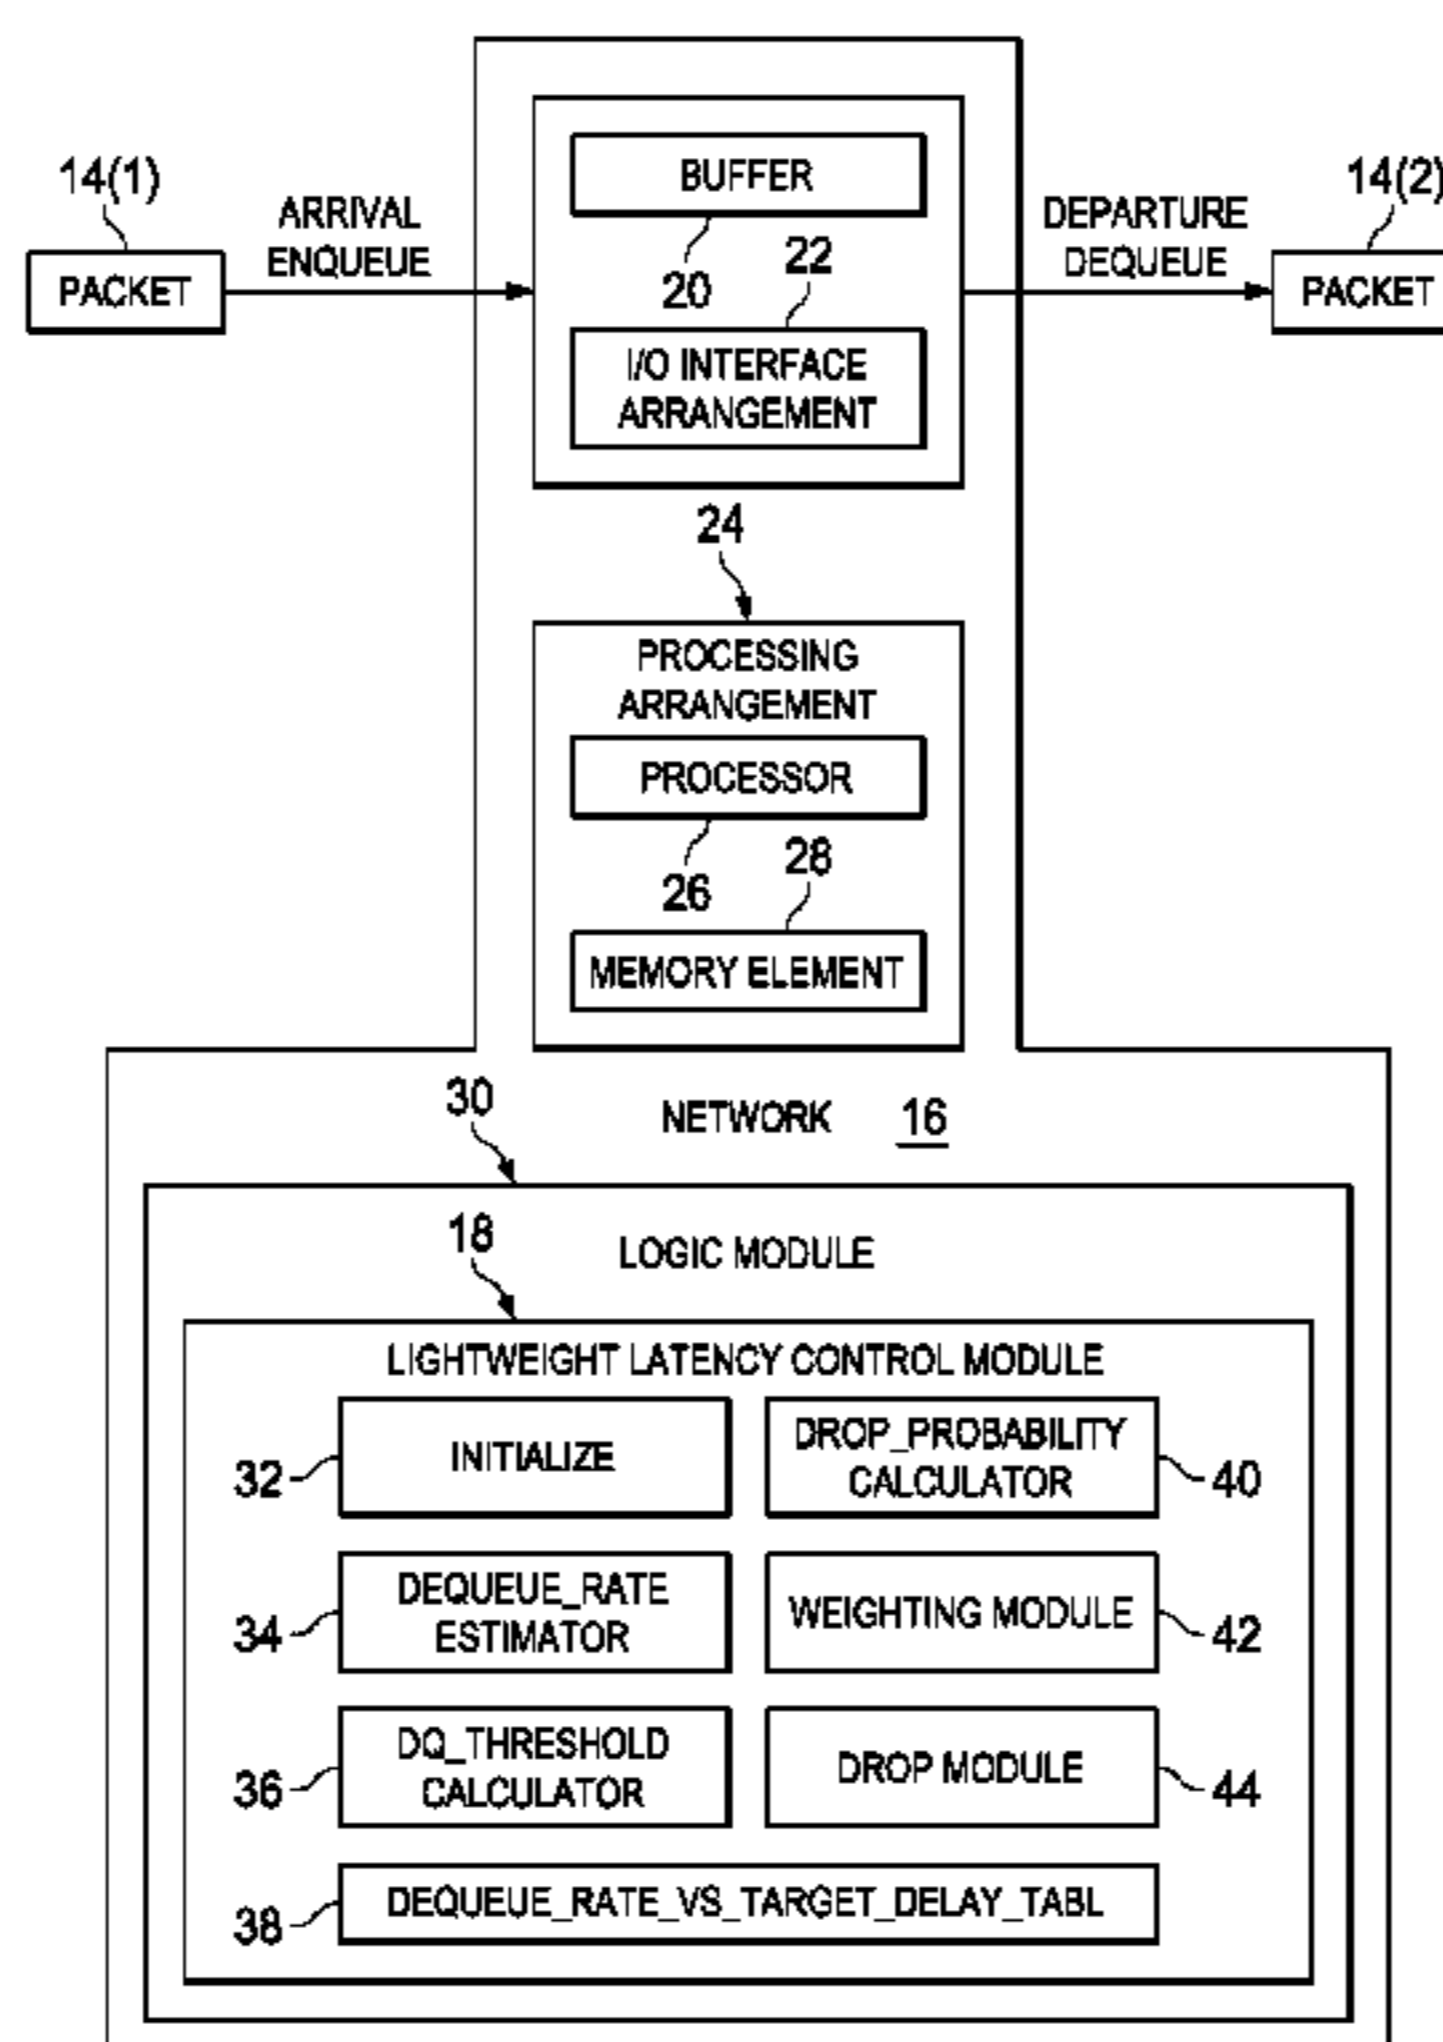 14(1)
ARRIVAL
ENQUEUE
PACKET
BUFFER
20
22
I/O INTERFACE
ARRANGEMENT
DEPARTURE
DEQUEUE
14(2)
PACKET
24
PROCESSING
ARRANGEMENT
PROCESSOR
26
28
MEMORY ELEMENT
NETWORK 16
30
LOGIC MODULE
18
LIGHTWEIGHT LATENCY CONTROL MODULE
32
INITIALIZE
DROP_PROBABILITY
CALCULATOR
40
34
DEQUEUE_RATE
ESTIMATOR
WEIGHTING MODULE
42
36
DQ_THRESHOLD
CALCULATOR
DROP MODULE
44
38
DEQUEUE_RATE_VS_TARGET_DELAY_TABL